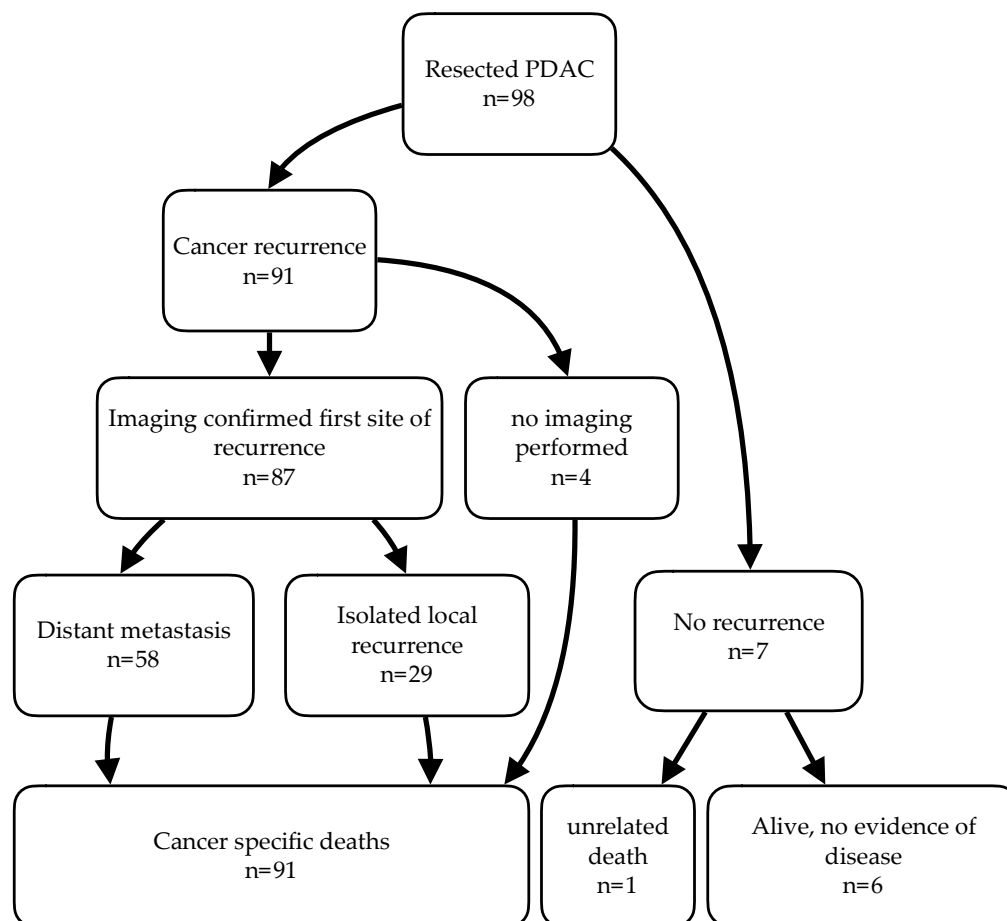 Resected PDAC
n=98
Cancer recurrence
n=91
Imaging confirmed first site of
recurrence
n=87
no imaging
performed
n=4
Distant metastasis
n=58
Isolated local
recurrence
n=29
No recurrence
n=7
Cancer specific deaths
n=91
unrelated
death
n=1
Alive, no evidence of
disease
n=6